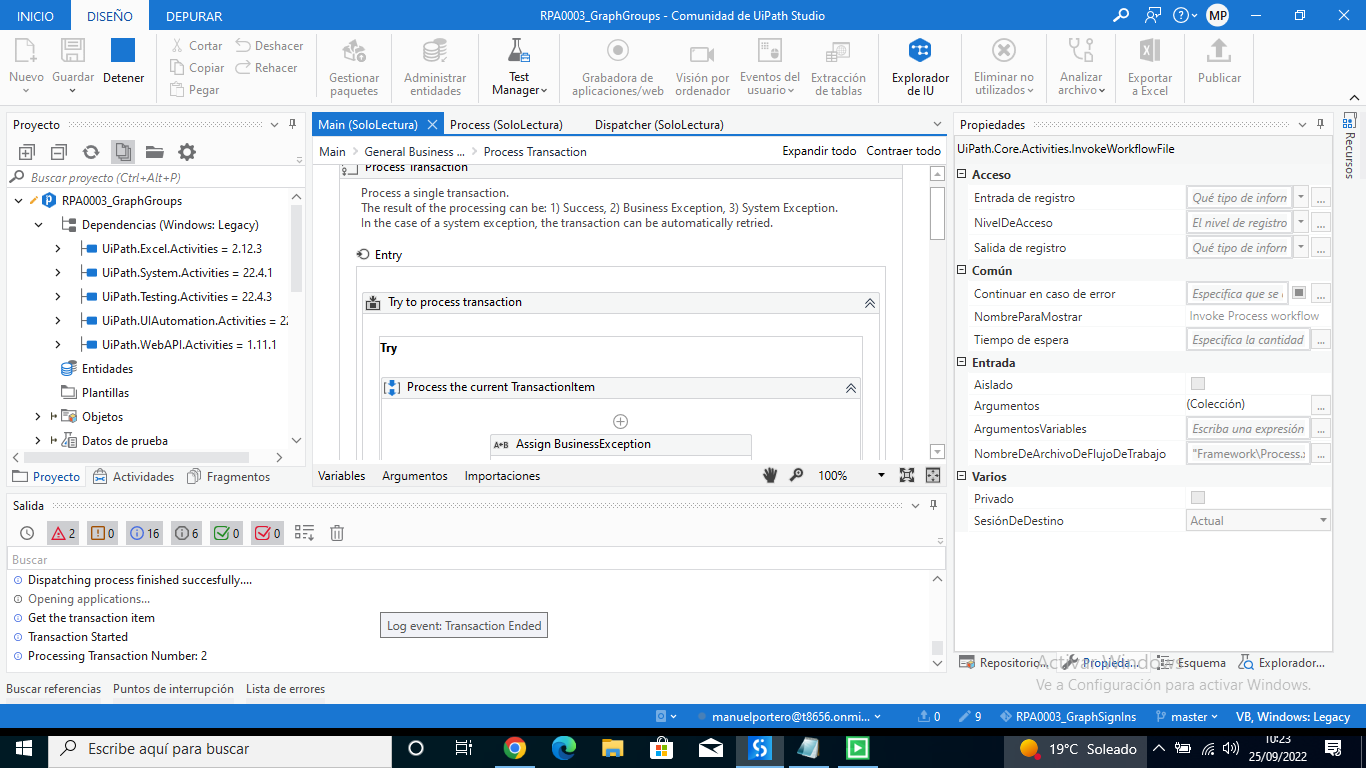 INICIO
DISEÑO
DEPURAR
RPA0003_GraphGroups - Comunidad de UiPath Studio
MP
Nuevo
Guardar
Detener
Cortar
Copiar
Pegar
Deshacer
Rehacer
Gestionar
paquetes
Administrar
entidades
Test
Manager
Grabadora de
aplicaciones/web
Visión por
ordenador
Eventos del
usuario
Extracción
de tablas
Explorador
de IU
Eliminar no
utilizados
Analizar
archivo
Exportar
a Excel
Publicar
Proyecto
Buscar proyecto (Ctrl+Alt+P)
RPA0003_GraphGroups
Dependencias (Windows: Legacy)
UiPath.Excel.Activities = 2.12.3
UiPath.System.Activities = 22.4.1
UiPath.Testing.Activities = 22.4.3
UiPath.UIAutomation.Activities = 22
UiPath.WebAPI.Activities = 1.11.1
Entidades
Plantillas
Objetos
Datos de prueba
Proyecto
Actividades
Fragmentos
Main (SoloLectura)
Process (SoloLectura)
Dispatcher (SoloLectura)
Main
General Business ...
Process Transaction
Expandir todo
Contraer todo
Process Transaction
Process a single transaction.
The result of the processing can be: 1) Success, 2) Business Exception, 3) System Exception.
In the case of a system exception, the transaction can be automatically retried.
Entry
Try to process transaction
Try
Process the current TransactionItem
A+B Assign BusinessException
Variables
Argumentos
Importaciones
100%
Propiedades
UiPath.Core.Activities.InvokeWorkflowFile
Acceso
Entrada de registro
Qué tipo de inforn
...
NivelDeAcceso
El nivel de registro
...
Salida de registro
Qué tipo de inforn
...
Común
Continuar en caso de error
Especifica que se
...
NombreParaMostrar
Invoke Process workflow
Tiempo de espera
Especifica la cantidad
...
Entrada
Aislado
Argumentos
(Colección)
...
ArgumentosVariables
Escriba una expresión
...
NombreDeArchivoDeFlujoDeTrabajo
"Framework\Process.
...
Varios
Privado
SesiónDeDestino
Actual
Recursos
Repositorio...
Propieda...
Esquema
Explorador...
Activar Windows
Ve a Configuración para activar Windows.
Salida
2
0
16
6
0
0
Buscar
Dispatching process finished succesfully....
Opening applications...
Get the transaction item
Transaction Started
Processing Transaction Number: 2
Log event: Transaction Ended
Buscar referencias
Puntos de interrupción
Lista de errores
manuelportero@t8656.onmi...
0
9
RPA0003_GraphSignIns
master
VB, Windows: Legacy
Escribe aquí para buscar
19°C Soleado
10:23
25/09/2022